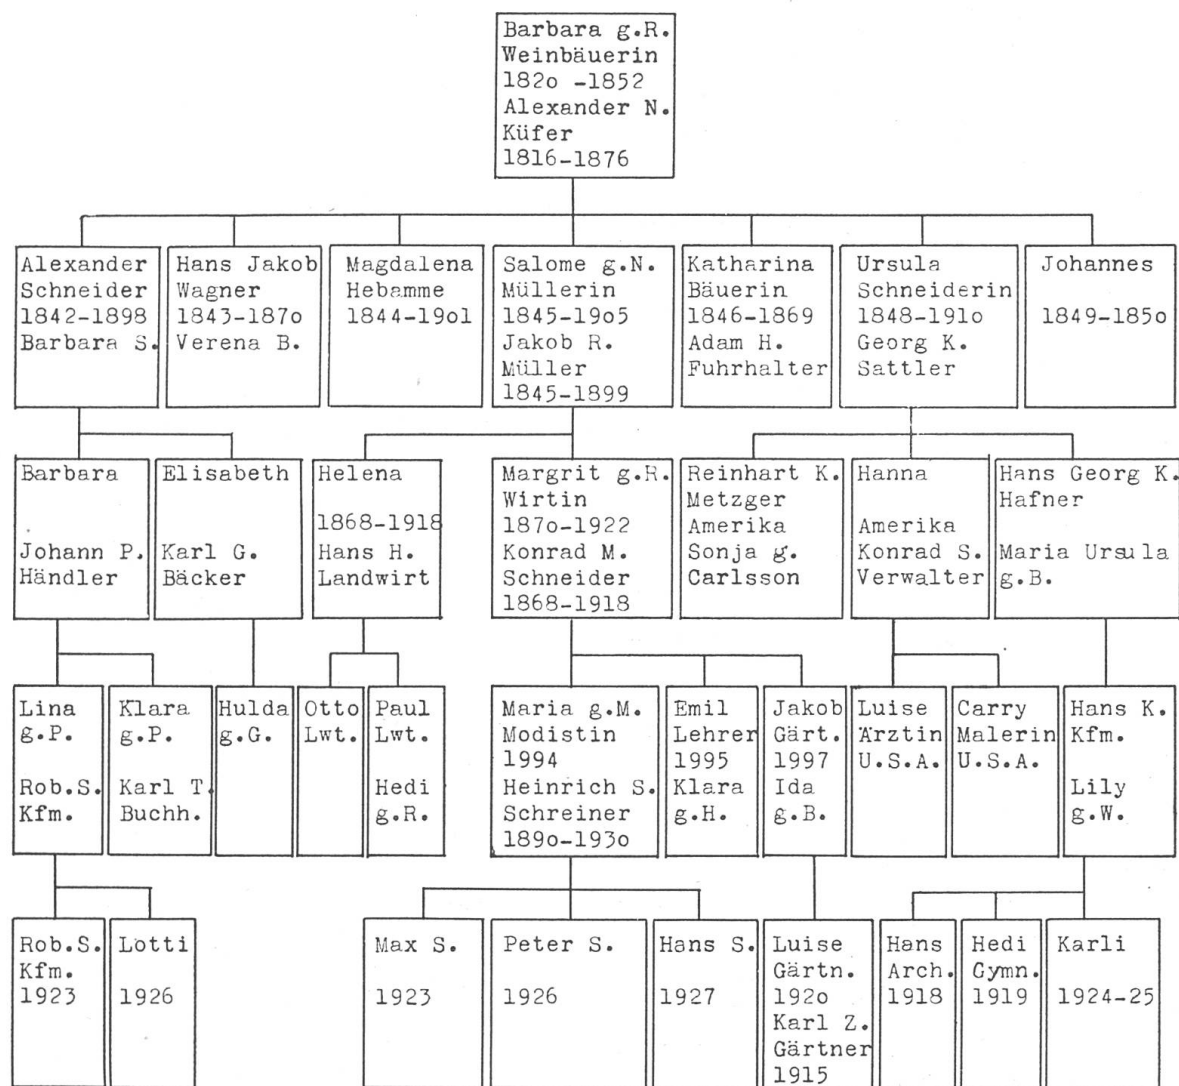 Barbara g.R.
Weinbäuerin
182o -1852
Alexander N.
Küfer
1816-1876
Alexander
Schneider
1842-1898
Barbara S.
Hans Jakob
Wagner
1843-187o
Verena B.
Magdalena
Hebamme
1844-19o1
Salome g.N.
Müllerin
1845-19o5
Jakob R.
Müller
1845-1899
Katharina
Bäuerin
1846-1869
Adam H.
Fuhrhalter
Ursula
Schneiderin
1848-191o
Georg K.
Sattler
Johannes
1849-185o
Barbara
Johann P.
Händler
Elisabeth
Karl G.
Bäcker
Helena
1868-1918
Hans H.
Landwirt
Margrit g.R.
Wirtin
187o-1922
Konrad M.
Schneider
1868-1918
Reinhart K.
Metzger
Amerika
Sonja g.
Carlsson
Hanna
Amerika
Konrad S.
Verwalter
Hans Georg K.
Hafner
Maria Ursula
g.B.
Lina
g.P.
Rob.S.
Kfm.
Klara
g.P.
Karl T.
Buchh.
Hulda
g.G.
Otto
Lwt.
Paul
Lwt.
Hedi
g.R.
Maria g.M.
Modistin
1994
Heinrich S.
Schreiner
189o-193o
Emil
Lehrer
1995
Klara
g.H.
Jakob
Gärt.
1997
Ida
g.B.
Luise
Ärztin
U.S.A.
Carry
Malerin
U.S.A.
Hans K.
Kfm.
Lily
g.W.
Rob.S.
Kfm.
1923
Lotti
1926
Max S.
1923
Peter S.
1926
Hans S.
1927
Luise
Gärtn.
192o
Karl Z.
Gärtner
1915
Hans
Arch.
1918
Hedi
Gymn.
1919
Karli
1924-25